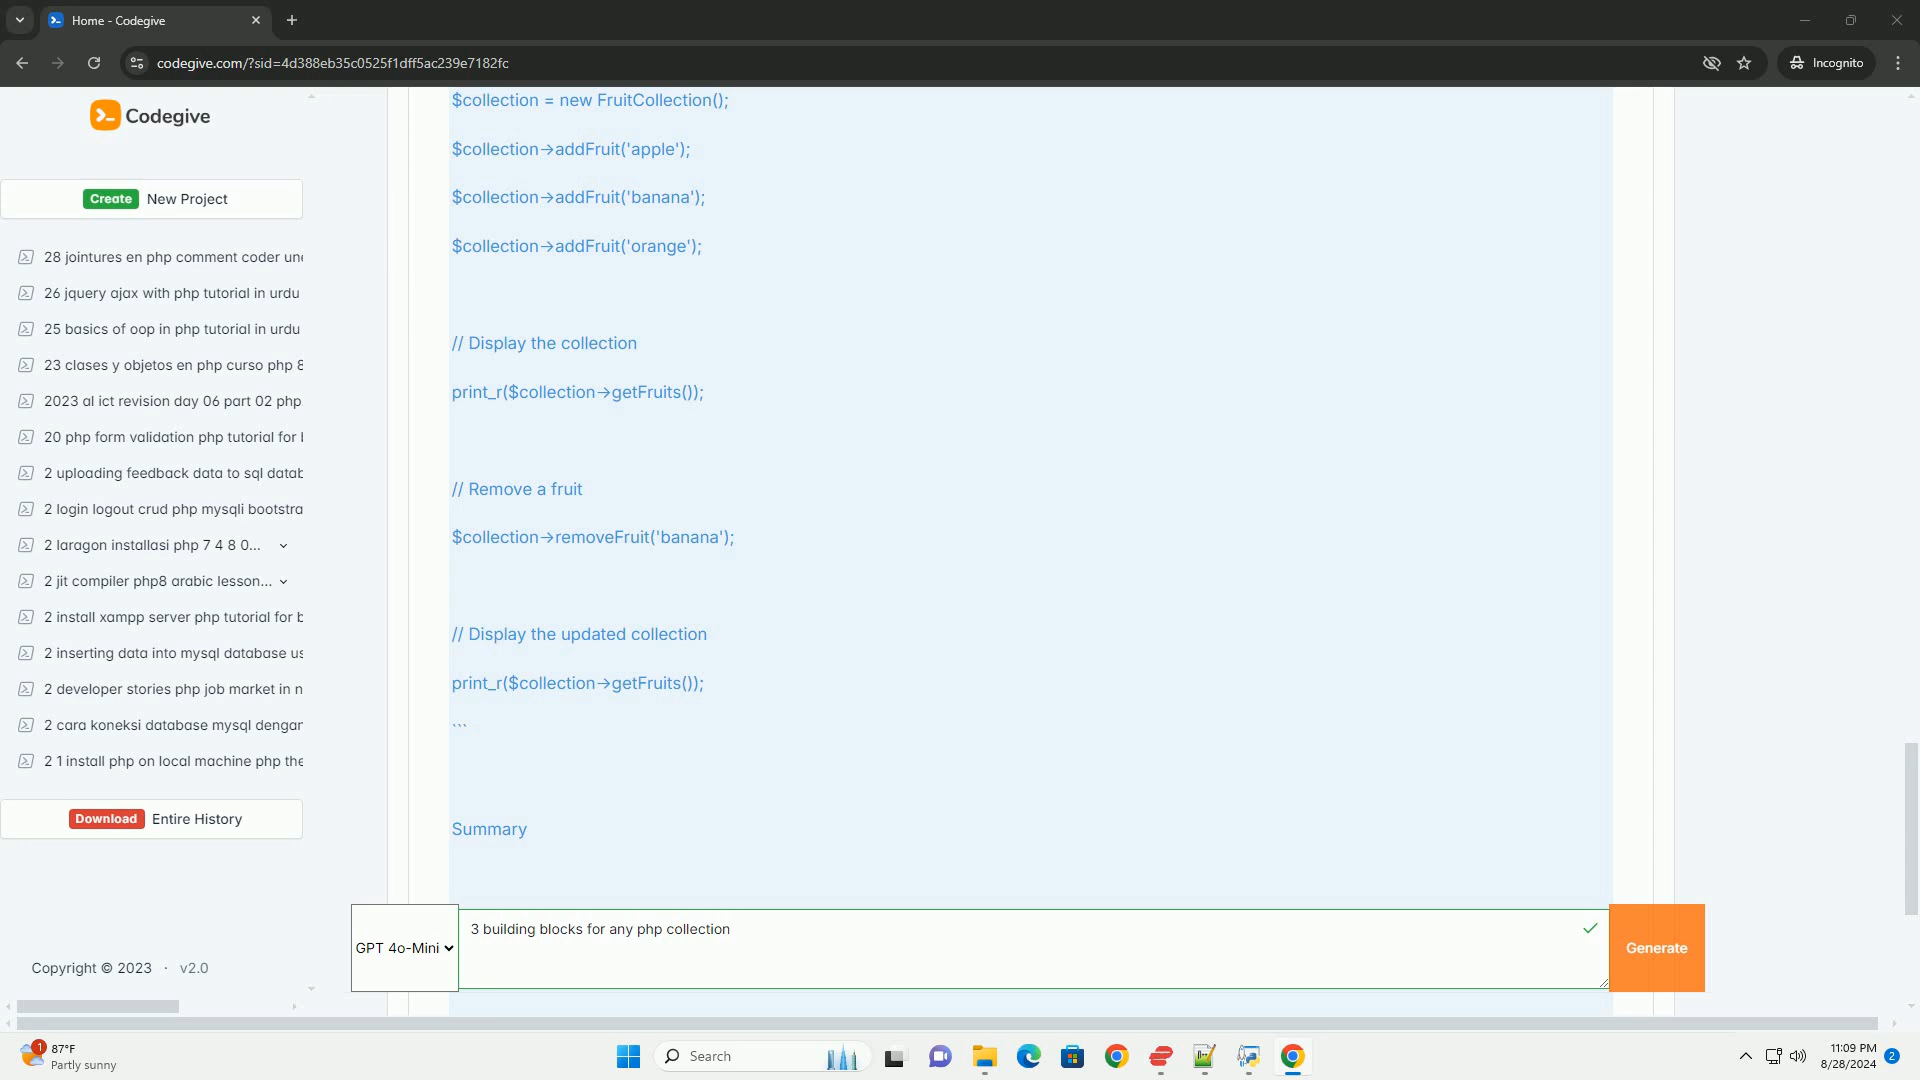 Home - Codegive
codegive.com/?sid=4d388eb35c0525f1dff5ac239e7182fc
Incognito
Codegive
Create New Project
28 jointures en php comment coder une
26 jquery ajax with php tutorial in urdu
25 basics of oop in php tutorial in urdu
23 clases y objetos en php curso php 8
2023 al ict revision day 06 part 02 php
20 php form validation php tutorial for b
2 uploading feedback data to sql datab
2 login logout crud php mysqli bootstra
2 laragon installasi php 7 4 8 0...
2 jit compiler php8 arabic lesson...
2 install xampp server php tutorial for b
2 inserting data into mysql database us
2 developer stories php job market in n
2 cara koneksi database mysql dengan
2 1 install php on local machine php the
Download Entire History
Copyright © 2023 · v2.0
$collection = new FruitCollection();
$collection->addFruit('apple');
$collection->addFruit('banana');
$collection->addFruit('orange');
// Display the collection
print_r($collection->getFruits());
// Remove a fruit
$collection->removeFruit('banana');
// Display the updated collection
print_r($collection->getFruits());
```
Summary
GPT 4o-Mini
3 building blocks for any php collection
Generate
1
87°F
Partly sunny
Search
11:09 PM
8/28/2024
2